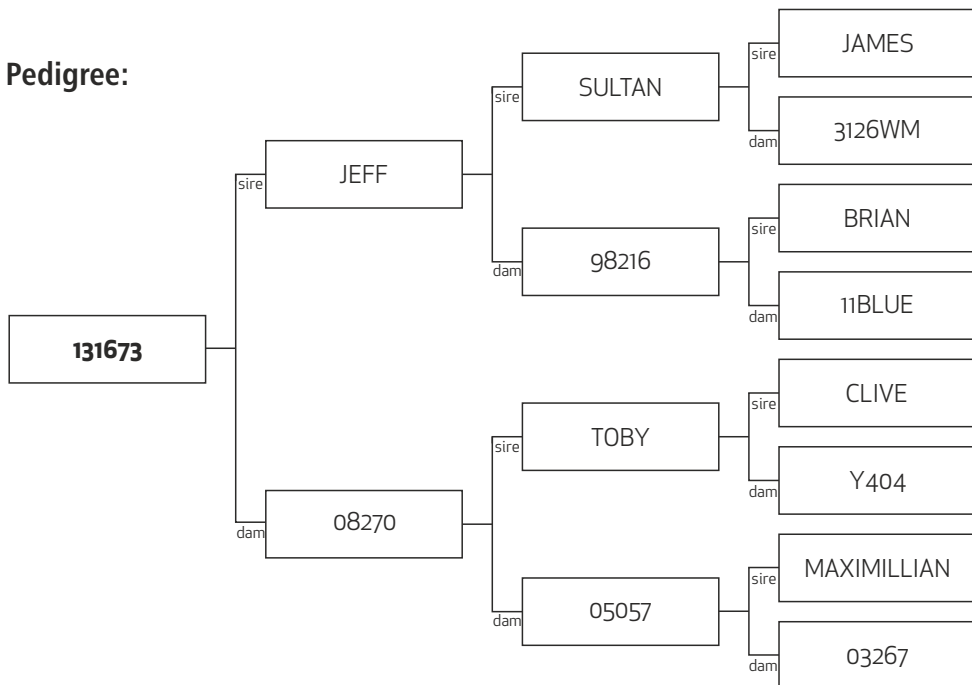 Pedigree:
131673
sire
JEFF
dam
08270
sire
SULTAN
dam
98216
sire
TOBY
dam
05057
sire
JAMES
dam
3126WM
sire
BRIAN
dam
11BLUE
sire
CLIVE
dam
Y404
sire
MAXIMILLIAN
dam
03267